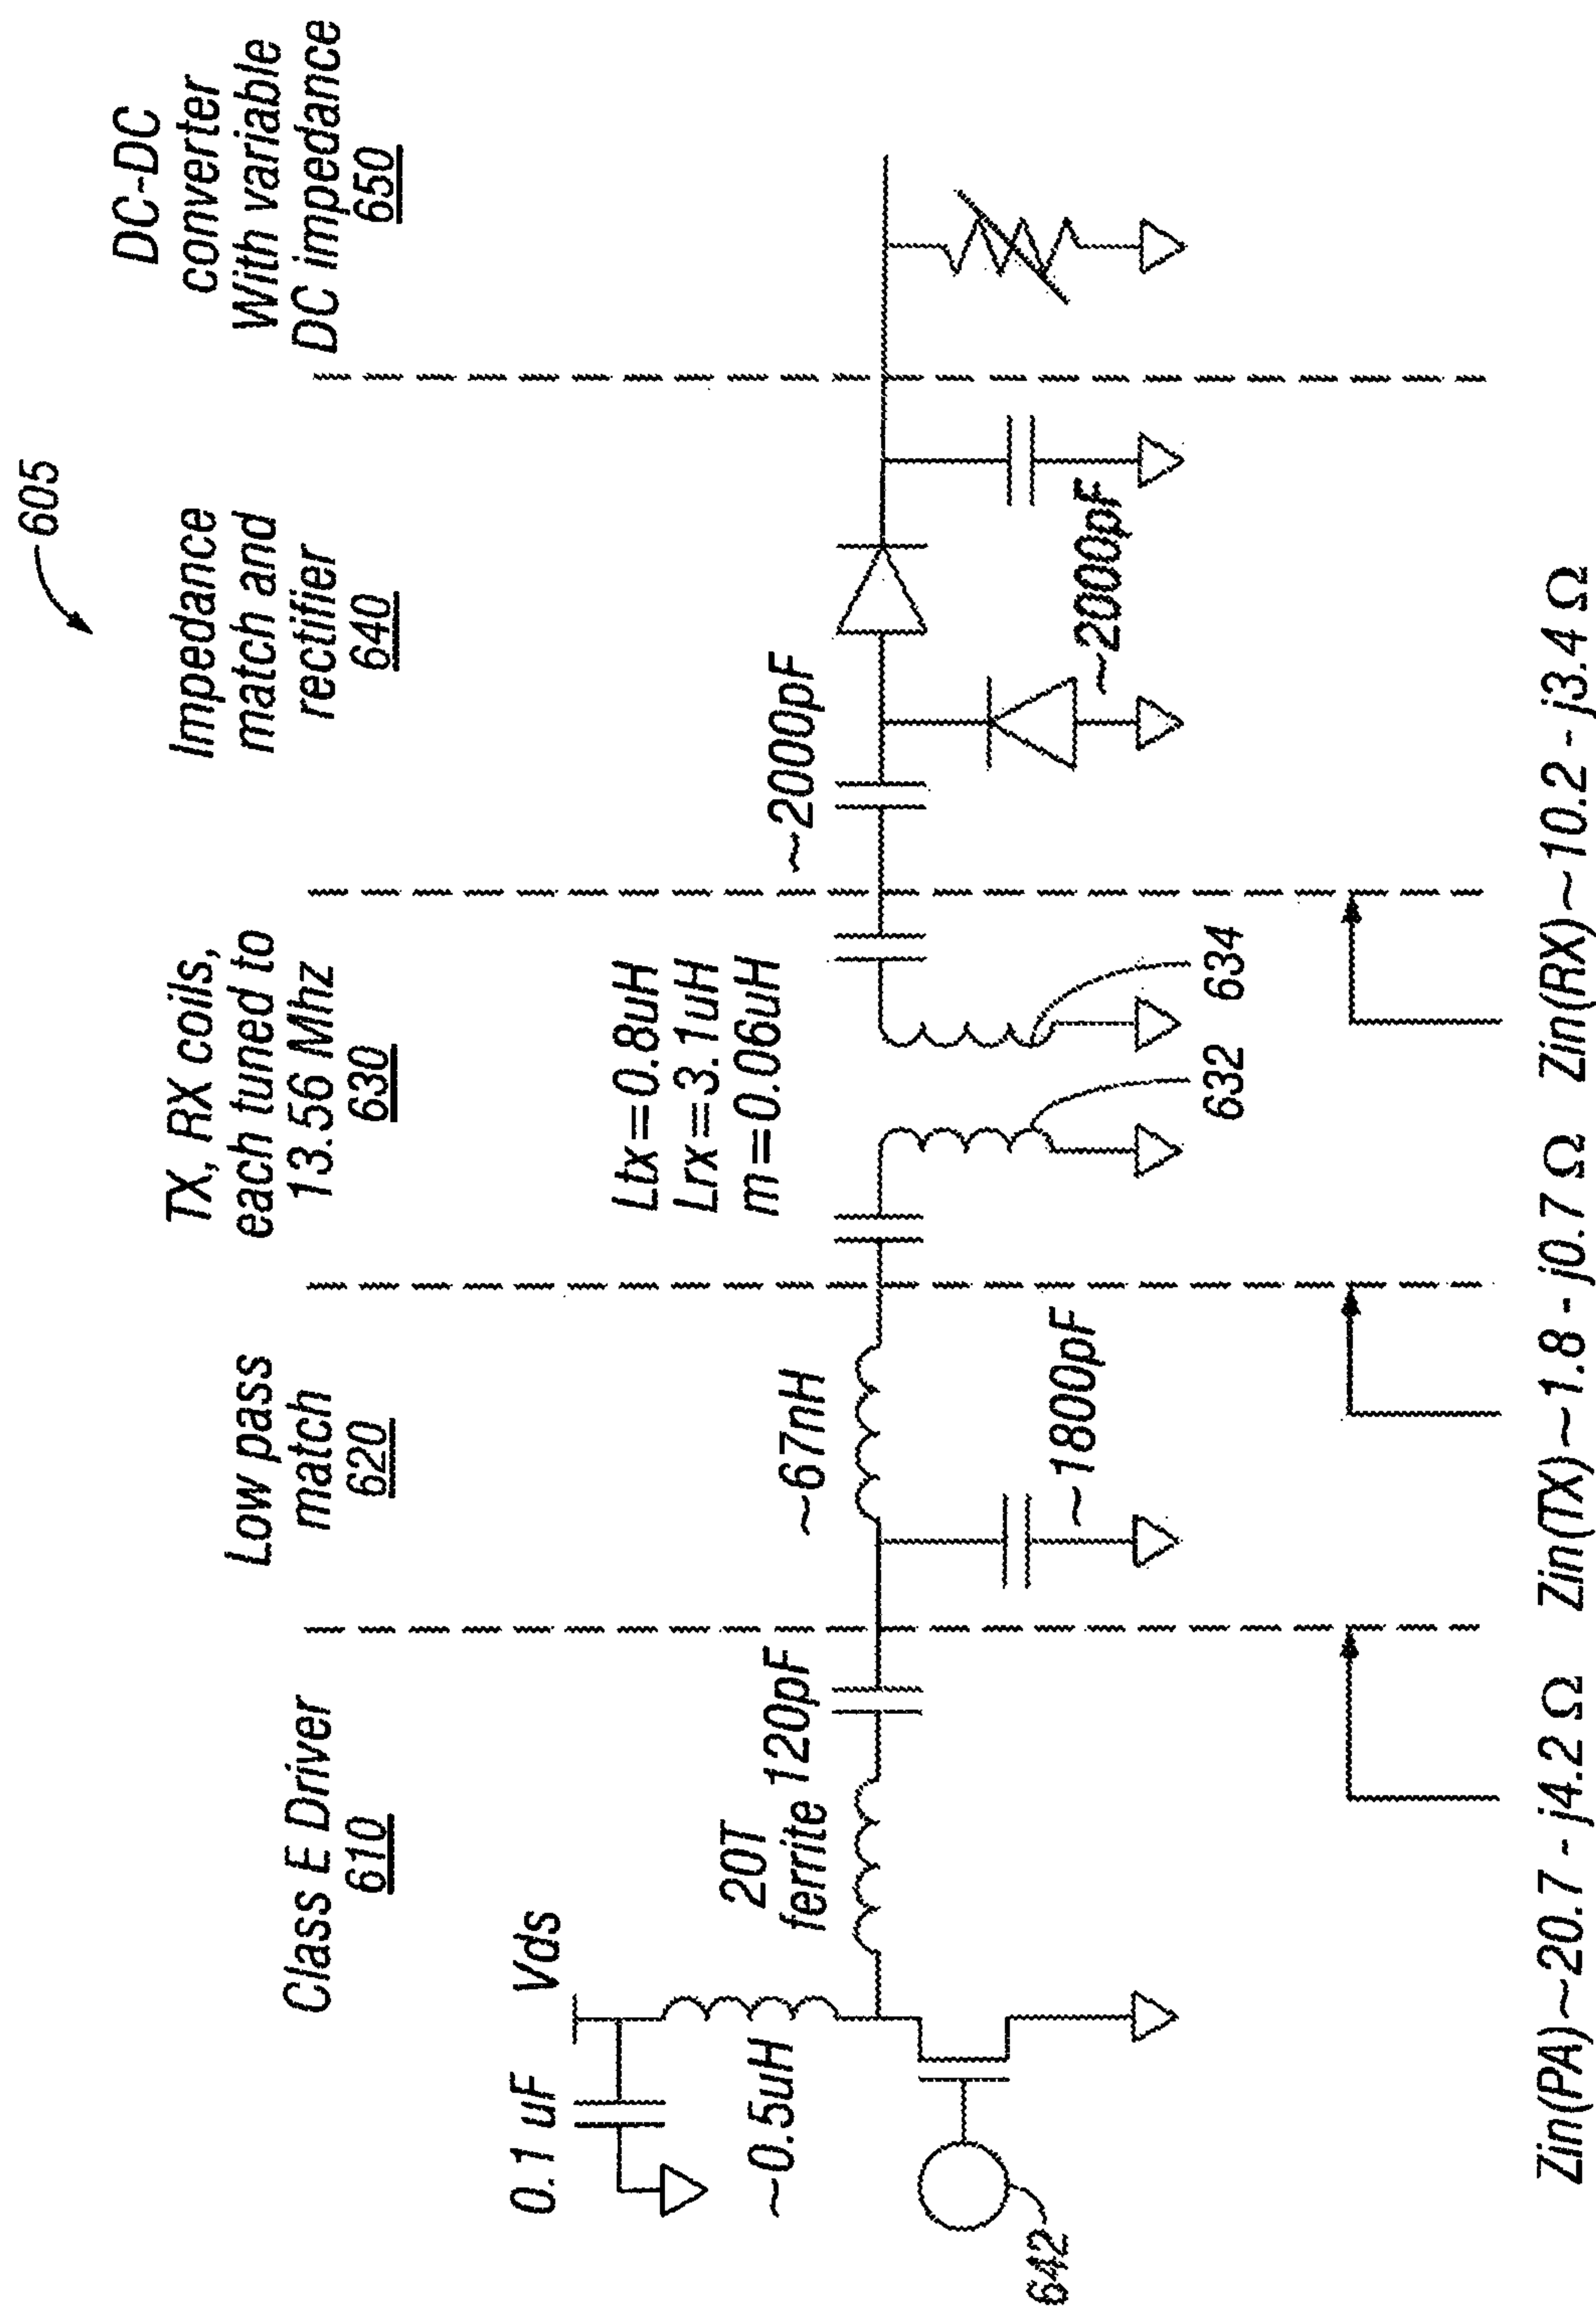 605
Class E Driver
610
Low pass
match
620
TX, RX coils,
each tuned to
13.56 Mhz
630
Impedance
match and
rectifier
640
DC-DC
converter
With variable
DC impedance
650
0.1 uF
Vds
~0.5uH
20T
ferrite
120pF
642
~67nH
~1800pF
Ltx=0.8uH
Lrx=3.1uH
m=0.06uH
632
634
~2000pF
~2000pF
Zin(PA)~20.7 - j4.2 Ω
Zin(TX)~1.8 - j0.7 Ω
Zin(RX)~10.2 - j3.4 Ω